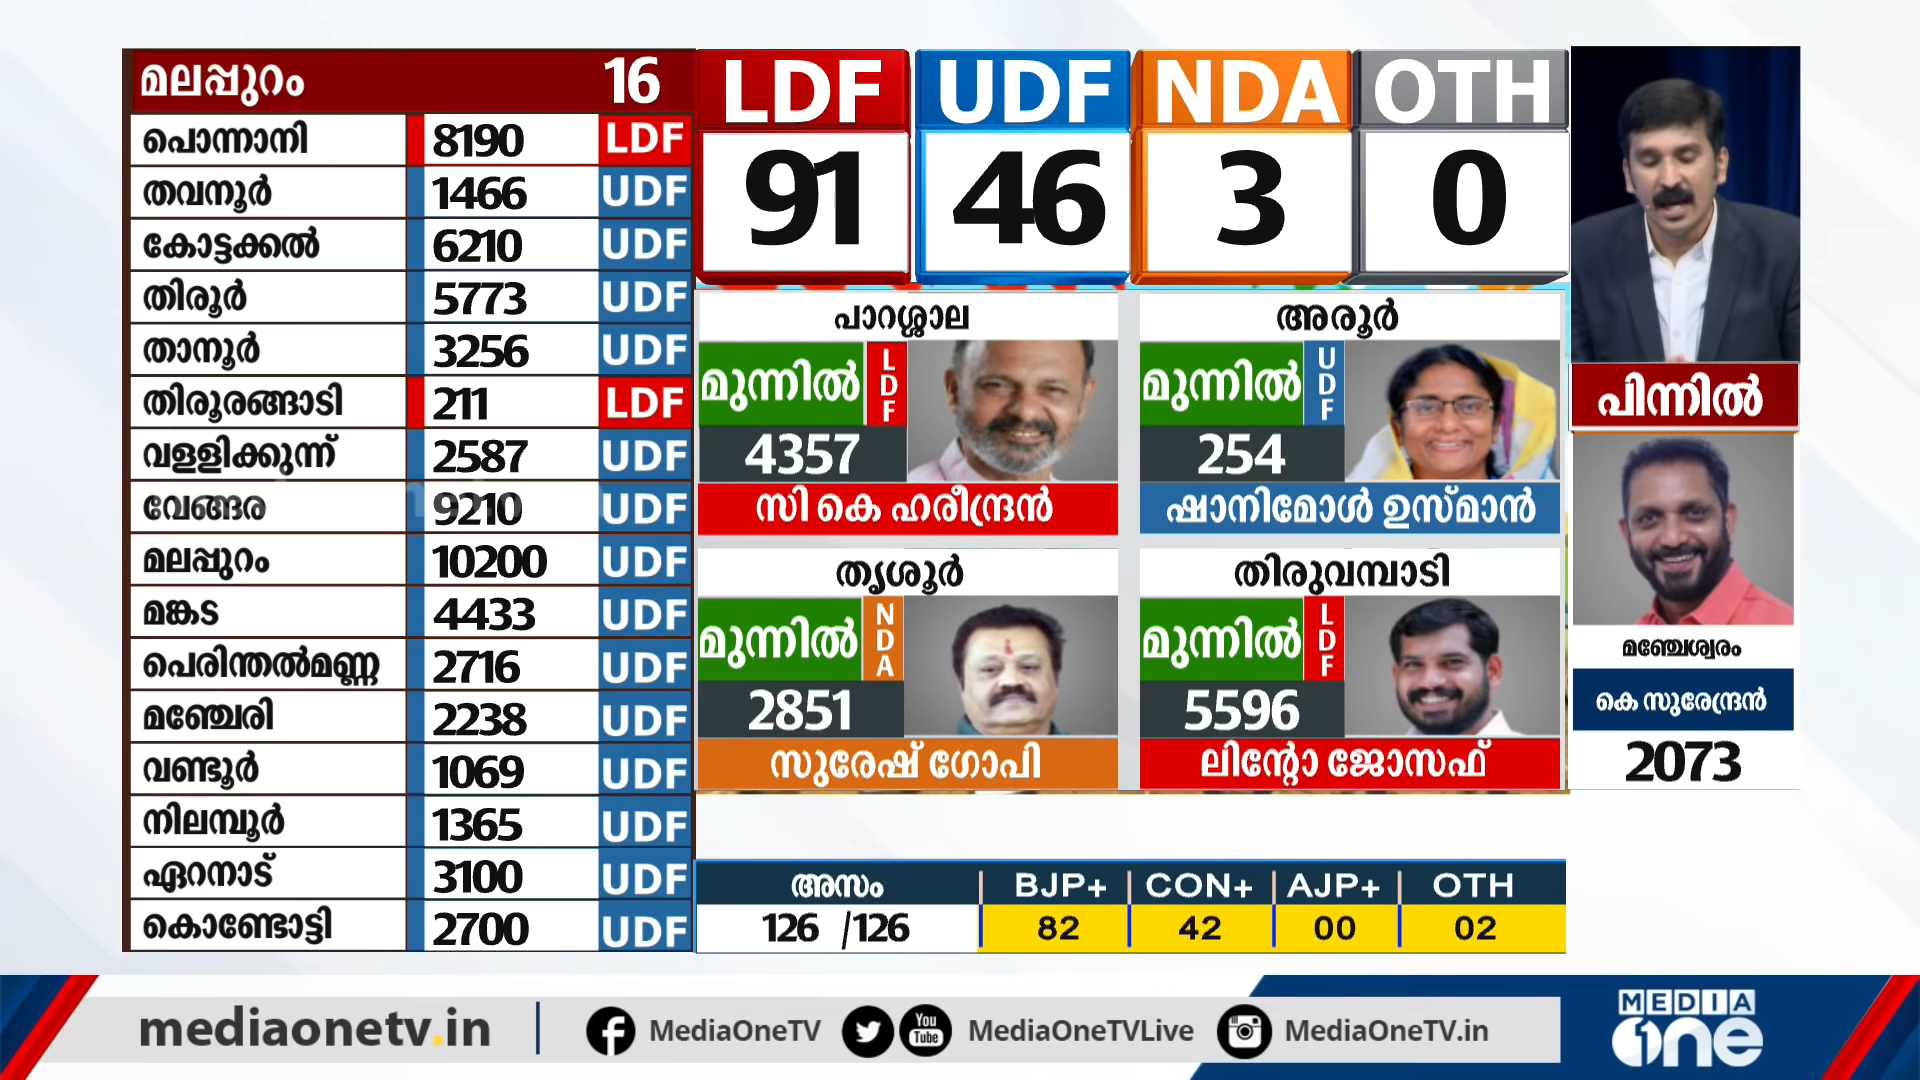 മലപ്പുറം 16
പൊന്നാനി 8190 LDF
തവനൂർ 1466 UDF
കോട്ടക്കൽ 6210 UDF
തിരൂർ 5773 UDF
താനൂർ 3256 UDF
തിരൂരങ്ങാടി 211 LDF
വള്ളിക്കുന്ന് 2587 UDF
വേങ്ങര 9210 UDF
മലപ്പുറം 10200 UDF
മങ്കട 4433 UDF
പെരിന്തൽമണ്ണ 2716 UDF
മഞ്ചേരി 2238 UDF
വണ്ടൂർ 1069 UDF
നിലമ്പൂർ 1365 UDF
ഏറനാട് 3100 UDF
കൊണ്ടോട്ടി 2700 UDF
LDF UDF NDA OTH
91 46 3 0
പാറശ്ശാല
മുന്നിൽ LDF
4357
സി കെ ഹരീന്ദ്രൻ
അരൂർ
മുന്നിൽ UDF
254
ഷാനിമോൾ ഉസ്മാൻ
തൃശൂർ
മുന്നിൽ NDA
2851
സുരേഷ് ഗോപി
തിരുവമ്പാടി
മുന്നിൽ LDF
5596
ലിന്റോ ജോസഫ്
പിന്നിൽ
മഞ്ചേശ്വരം
കെ സുരേന്ദ്രൻ
2073
അസം BJP+ CON+ AJP+ OTH
126 /126 82 42 00 02
mediaonetv.in MediaOneTV You Tube MediaOneTVLive MediaOneTV.in
MEDIA
one